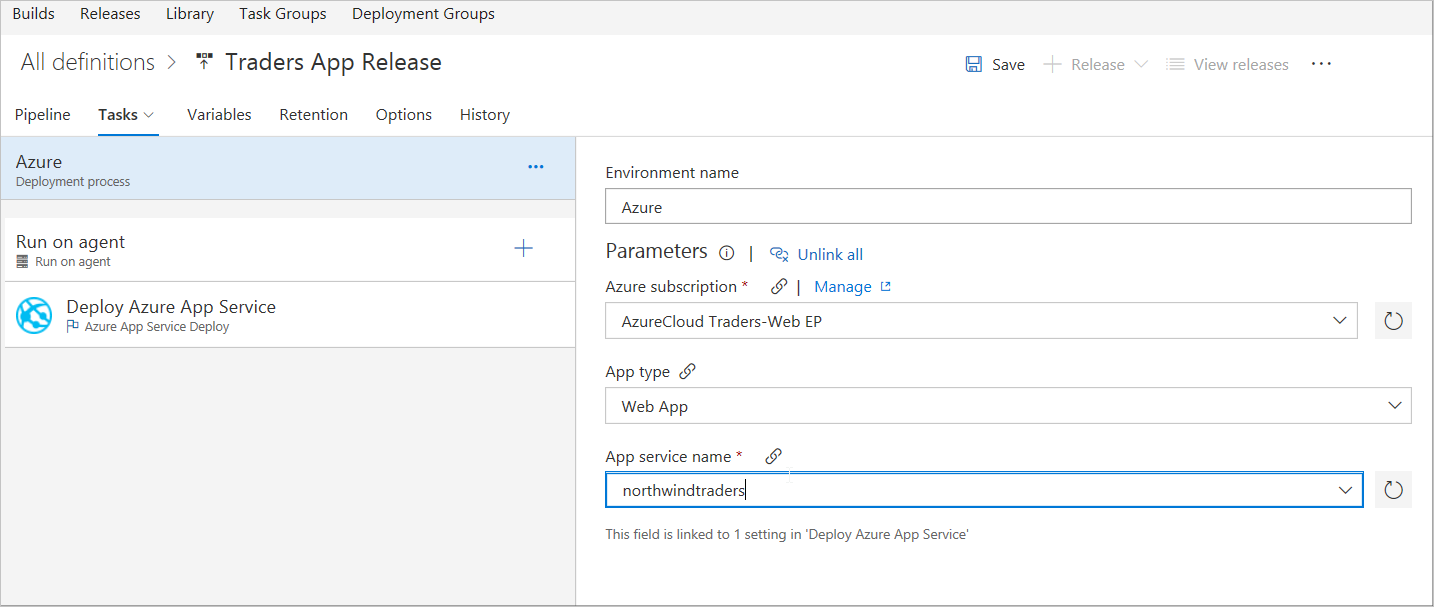 Builds Releases Library Task Groups Deployment Groups
All definitions > Traders App Release
Save + Release View releases ...
Pipeline Tasks Variables Retention Options History
Azure
Deployment process
Run on agent
Run on agent
Deploy Azure App Service
Azure App Service Deploy
Environment name
Azure
Parameters | Unlink all
Azure subscription * | Manage
AzureCloud Traders-Web EP
App type
Web App
App service name *
northwindtraders
This field is linked to 1 setting in 'Deploy Azure App Service'